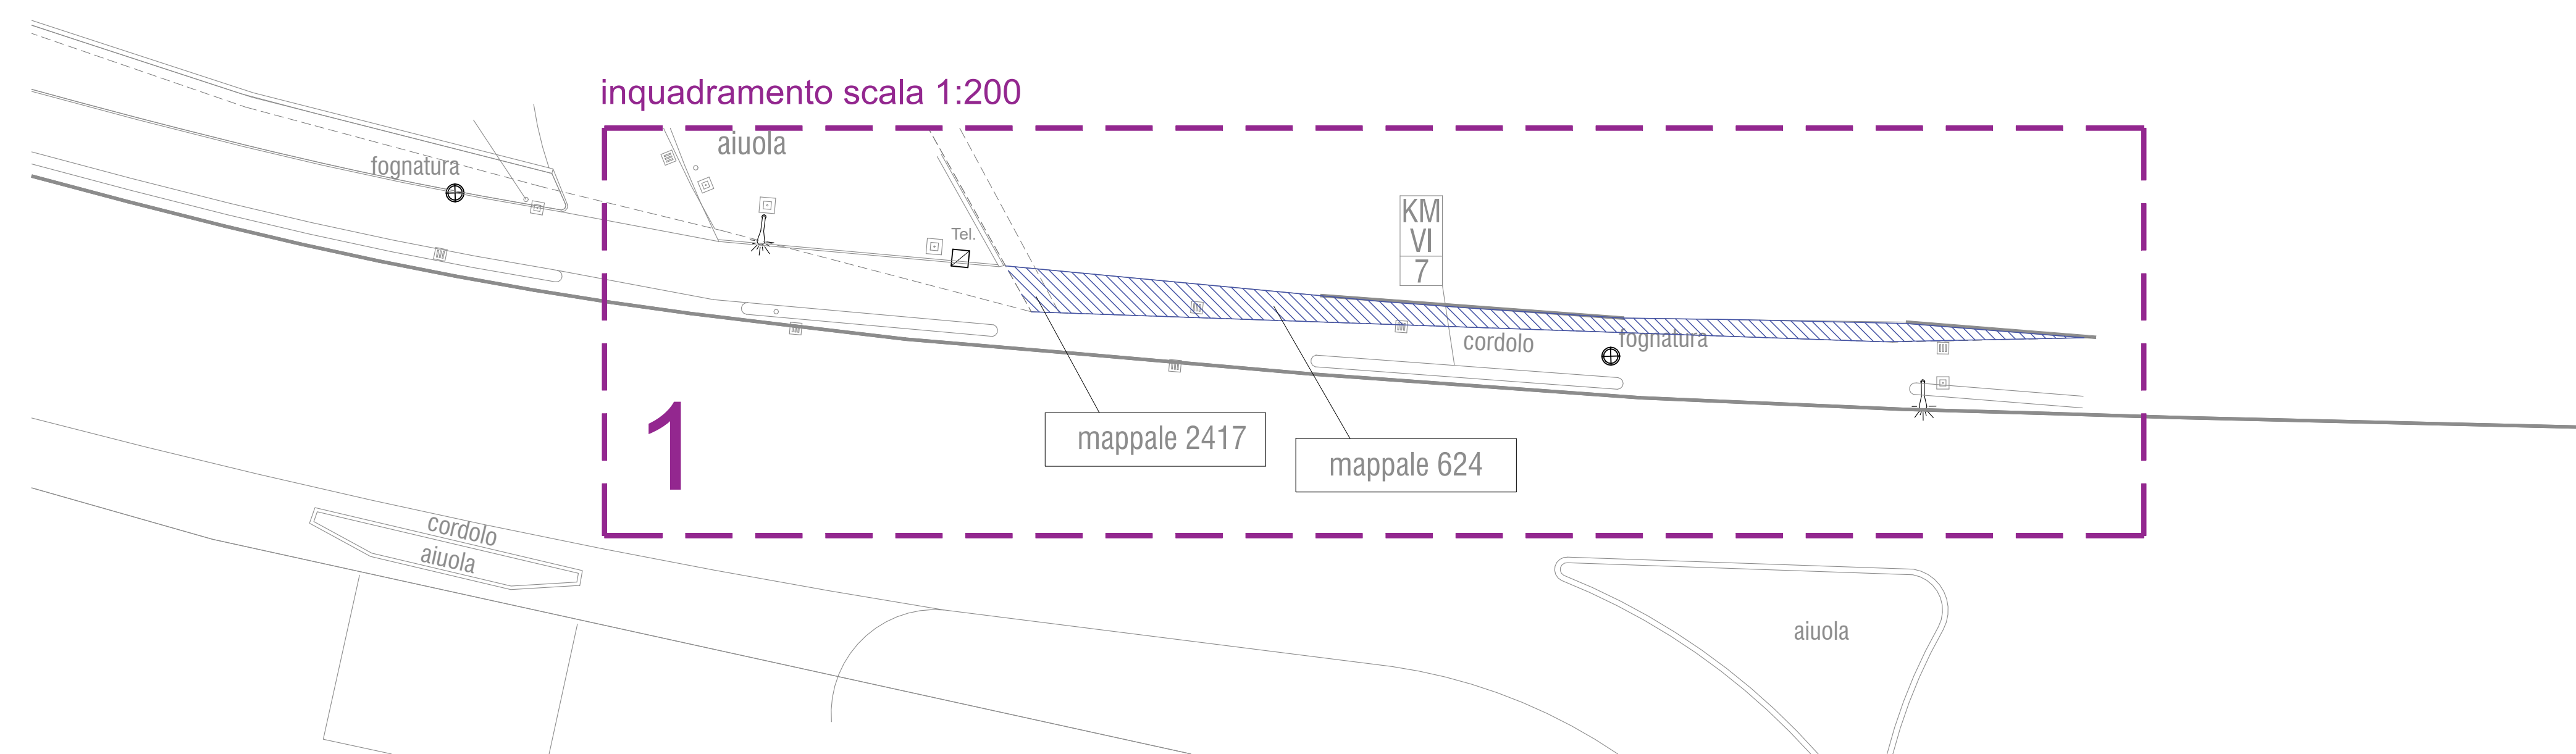 inquadramento scala 1:200
aiuola
fognatura
Tel.
KM
VI
7
cordolo
fognatura
1
mappale 2417
mappale 624
cordolo
aiuola
aiuola